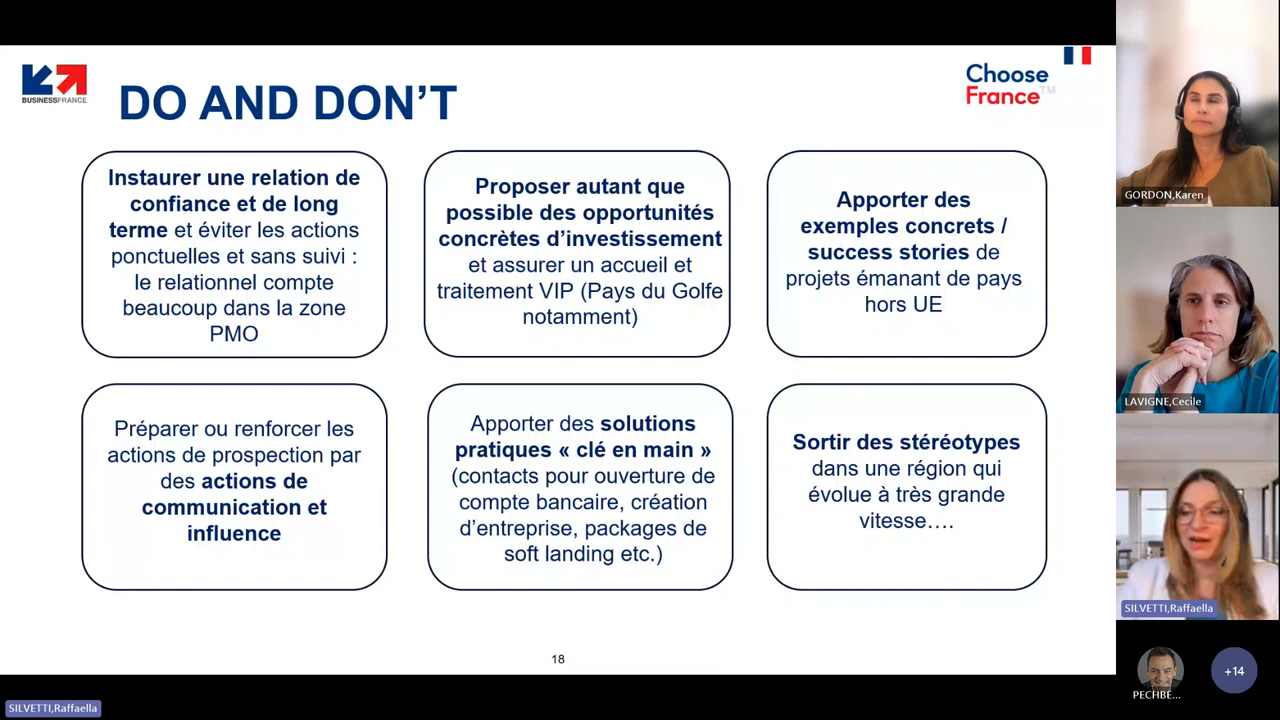 BUSINESSFRANCE
DO AND DON’T
Choose
France™
Instaurer une relation de
confiance et de long
terme et éviter les actions
ponctuelles et sans suivi :
le relationnel compte
beaucoup dans la zone
PMO
Proposer autant que
possible des opportunités
concrètes d’investissement
et assurer un accueil et
traitement VIP (Pays du Golfe
notamment)
Apporter des
exemples concrets /
success stories de
projets émanant de pays
hors UE
Préparer ou renforcer les
actions de prospection par
des actions de
communication et
influence
Apporter des solutions
pratiques « clé en main »
(contacts pour ouverture de
compte bancaire, création
d’entreprise, packages de
soft landing etc.)
Sortir des stéréotypes
dans une région qui
évolue à très grande
vitesse….
18
GORDON,Karen
LAVIGNE,Cecile
SILVETTI,Raffaella
PECHBE...
+14
SILVETTI,Raffaella